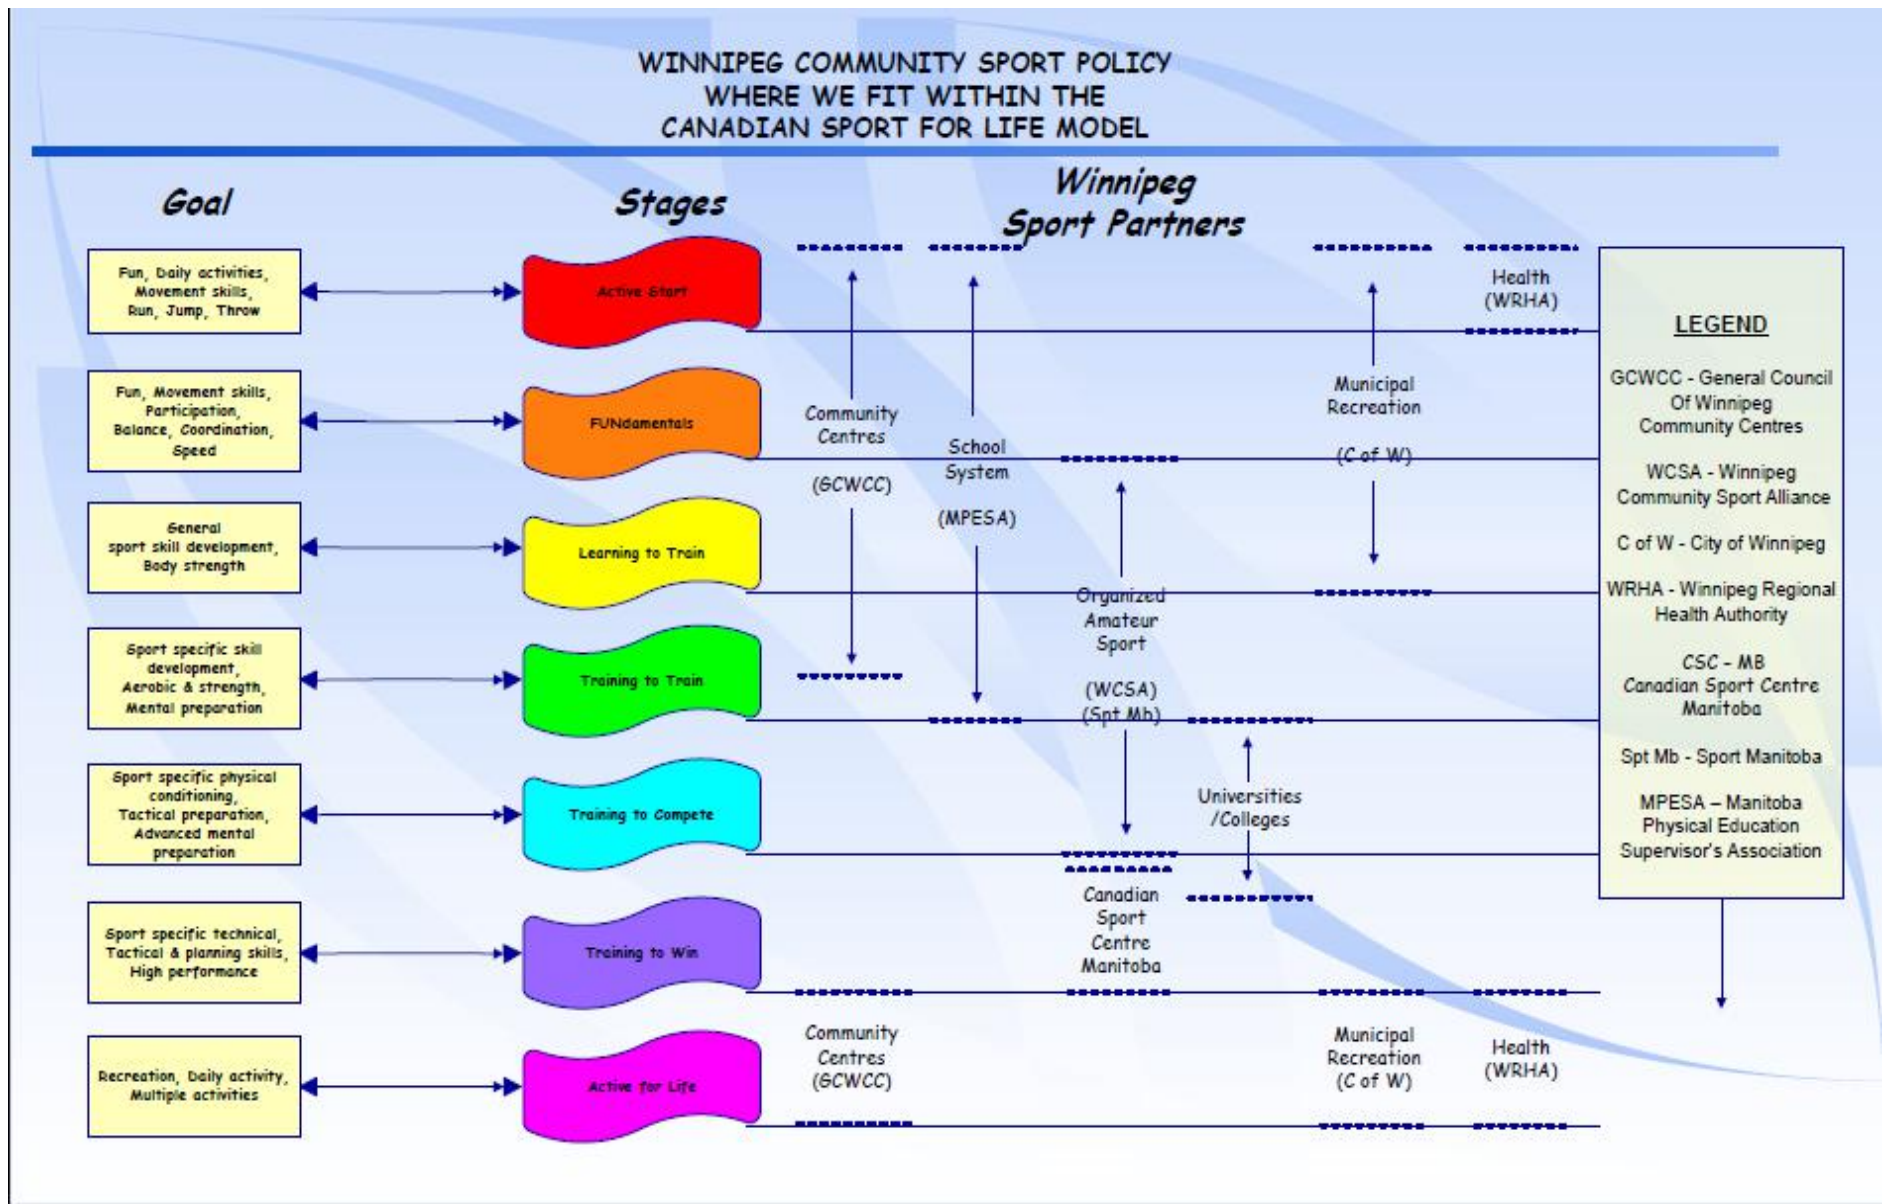 WINNIPEG COMMUNITY SPORT POLICY
WHERE WE FIT WITHIN THE
CANADIAN SPORT FOR LIFE MODEL
Goal
Stages
Winnipeg
Sport Partners
Fun, Daily activities,
Movement skills,
Run, Jump, Throw
Active Start
Fun, Movement skills,
Participation,
Balance, Coordination,
Speed
FUNdamentals
General
sport skill development,
Body strength
Learning to Train
Sport specific skill
development,
Aerobic & strength,
Mental preparation
Training to Train
Sport specific physical
conditioning,
Tactical preparation,
Advanced mental
preparation
Training to Compete
Sport specific technical,
Tactical & planning skills,
High performance
Training to Win
Recreation, Daily activity,
Multiple activities
Active for Life
Community
Centres
(GCWCC)
School
System
(MPESA)
Organized
Amateur
Sport
(WCSA)
(Spt Mb)
Universities
/Colleges
Municipal
Recreation
(C of W)
Health
(WRHA)
Canadian
Sport
Centre
Manitoba
Community
Centres
(GCWCC)
Municipal
Recreation
(C of W)
Health
(WRHA)
LEGEND
GCWCC - General Council
Of Winnipeg
Community Centres
WCSA - Winnipeg
Community Sport Alliance
C of W - City of Winnipeg
WRHA - Winnipeg Regional
Health Authority
CSC - MB
Canadian Sport Centre
Manitoba
Spt Mb - Sport Manitoba
MPESA – Manitoba
Physical Education
Supervisor's Association